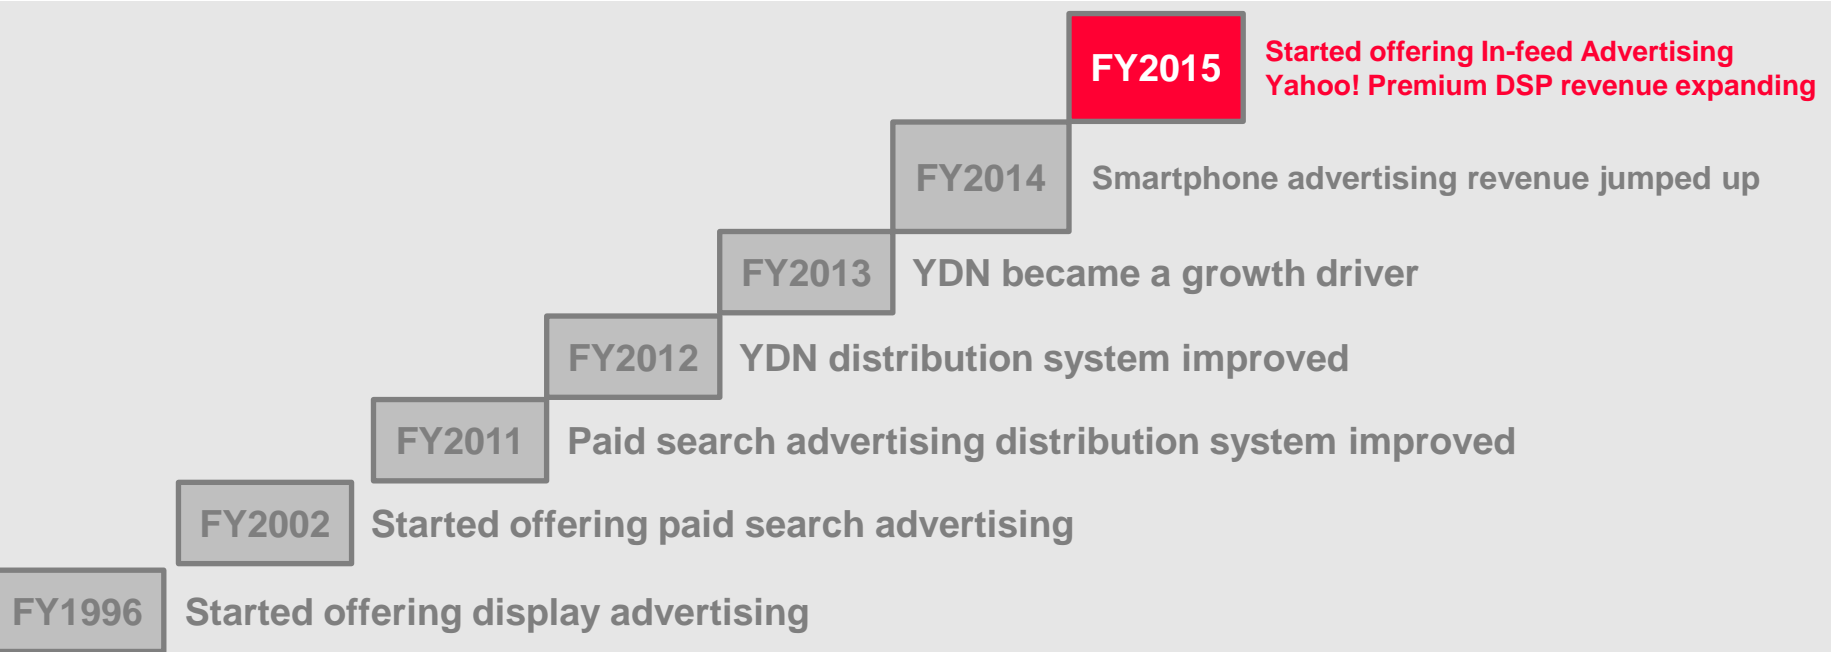 FY2015
Started offering In-feed Advertising
Yahoo! Premium DSP revenue expanding
FY2014
Smartphone advertising revenue jumped up
FY2013
YDN became a growth driver
FY2012
YDN distribution system improved
FY2011
Paid search advertising distribution system improved
FY2002
Started offering paid search advertising
FY1996
Started offering display advertising